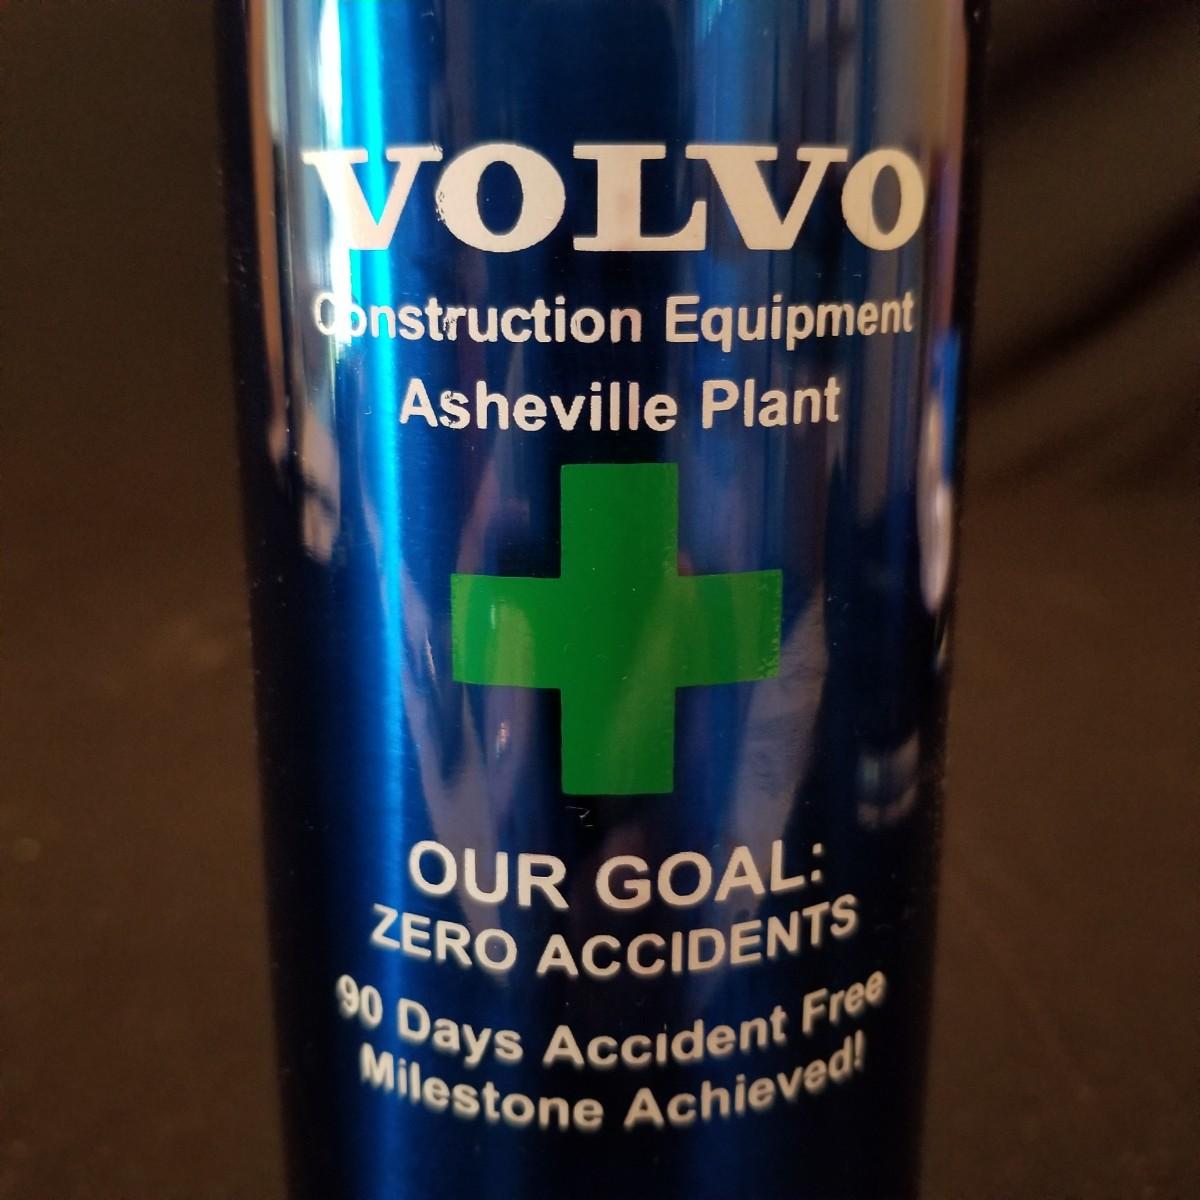 VOLVO
Construction Equipment
Asheville Plant
OUR GOAL:
ZERO ACCIDENTS
90 Days Accident Free
Milestone Achieved!